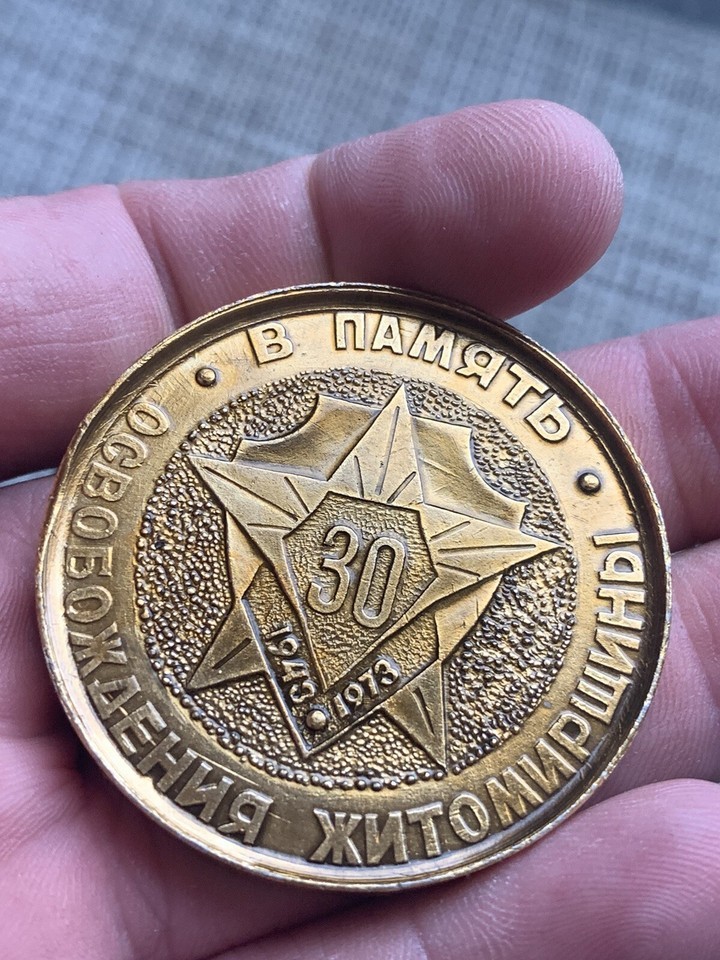 В ПАМЯТЬ
ОСВОБОЖДЕНИЯ ЖИТОМИРЩИНЫ
30
1943 · 1973